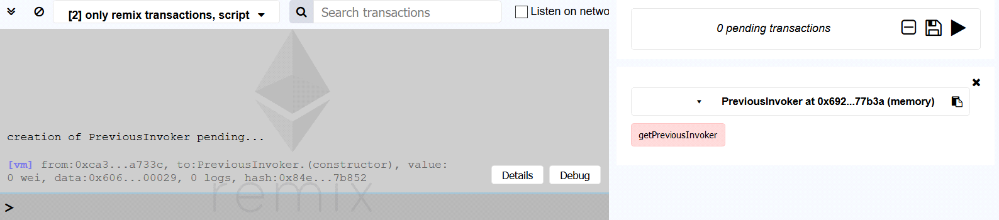 [2] only remix transactions, script
Search transactions
Listen on netwo
creation of PreviousInvoker pending...
[vm] from:0xca3...a733c, to:PreviousInvoker.(constructor), value:
0 wei, data:0x606...00029, 0 logs, hash:0x84e...7b852
Details
Debug
remix
>
0 pending transactions
PreviousInvoker at 0x692...77b3a (memory)
getPreviousInvoker